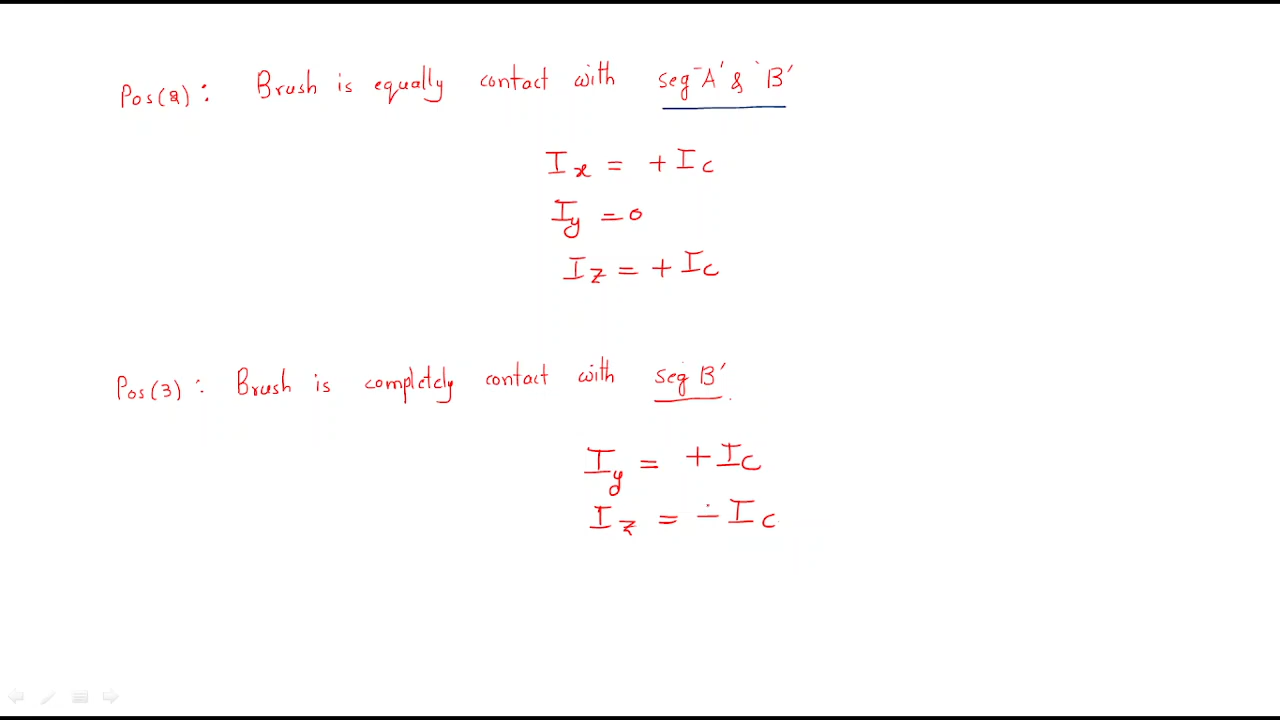 Pos(2): Brush is equally contact with seg 'A' & 'B'
Ix = +Ic
Iy = 0
Iz = +Ic
Pos(3): Brush is completely contact with seg B'
Iy = +Ic
Iz = -Ic